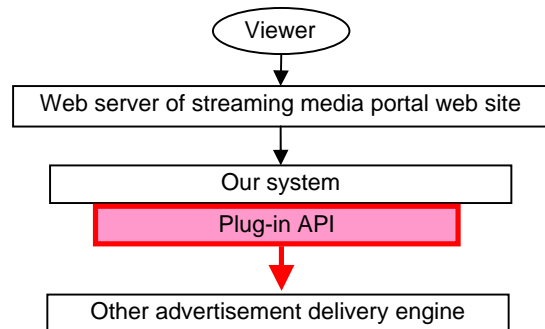 Viewer
Web server of streaming media portal web site
Our system
Plug-in API
Other advertisement delivery engine